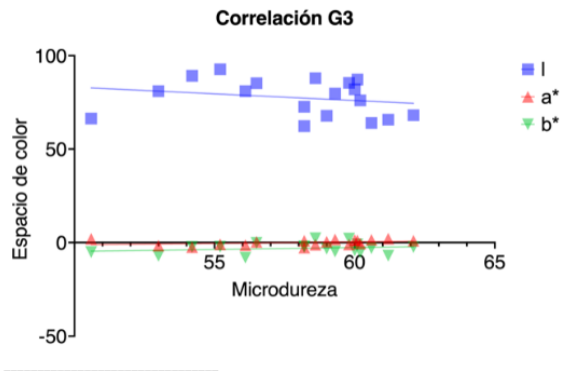 Correlación G3
100
50
0
-50
55
60
65
Espacio de color
Microdureza
l
a*
b*